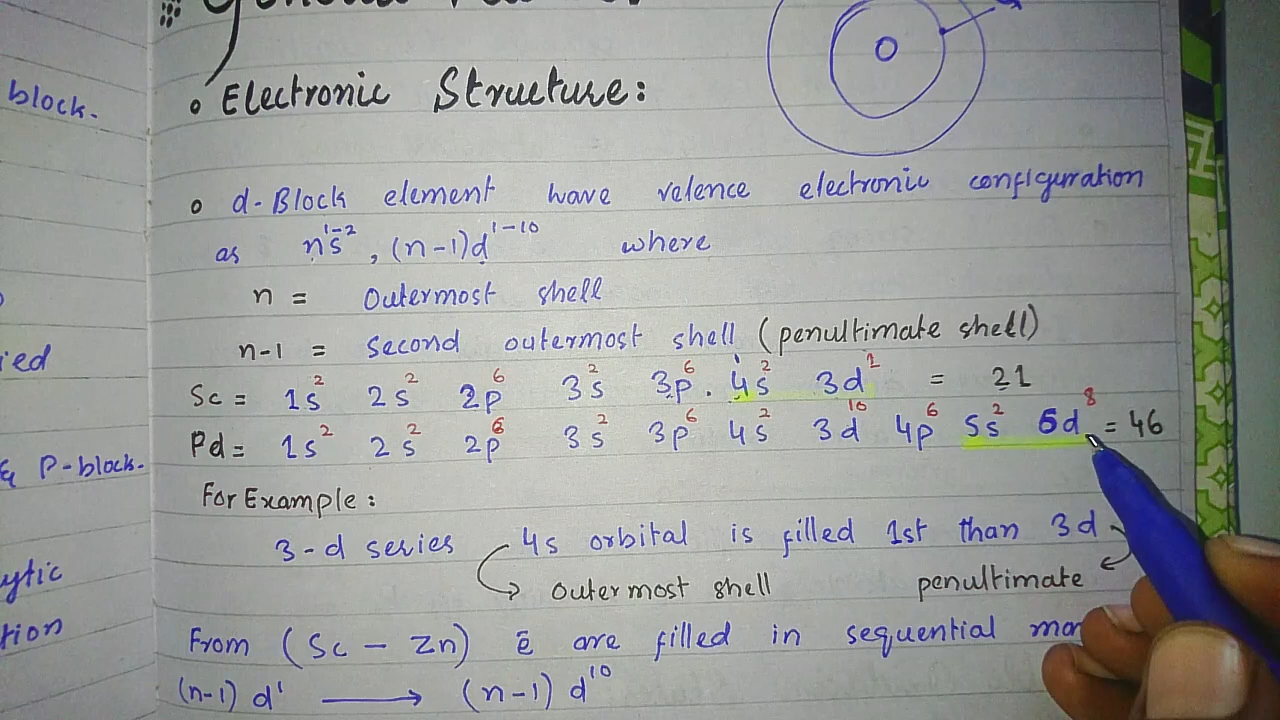 block.
• Electronic Structure:
o d-Block element have valence electronic configuration
as ns¹⁻², (n-1)d¹⁻¹⁰ where
n = Outermost shell
ied
n-1 = second outermost shell (penultimate shell)
Sc = 1s² 2s² 2p⁶ 3s² 3p⁶. 4s² 3d¹ = 21
Pd = 1s² 2s² 2p⁶ 3s² 3p⁶ 4s² 3d¹⁰ 4p⁶ 5s² 5d⁸ = 46
& P-block.
For Example:
3-d series 4s orbital is filled 1st than 3d
ytic
outermost shell penultimate
tion
From (Sc - Zn) ē are filled in sequential man
(n-1) d¹ ⟶ (n-1) d¹⁰